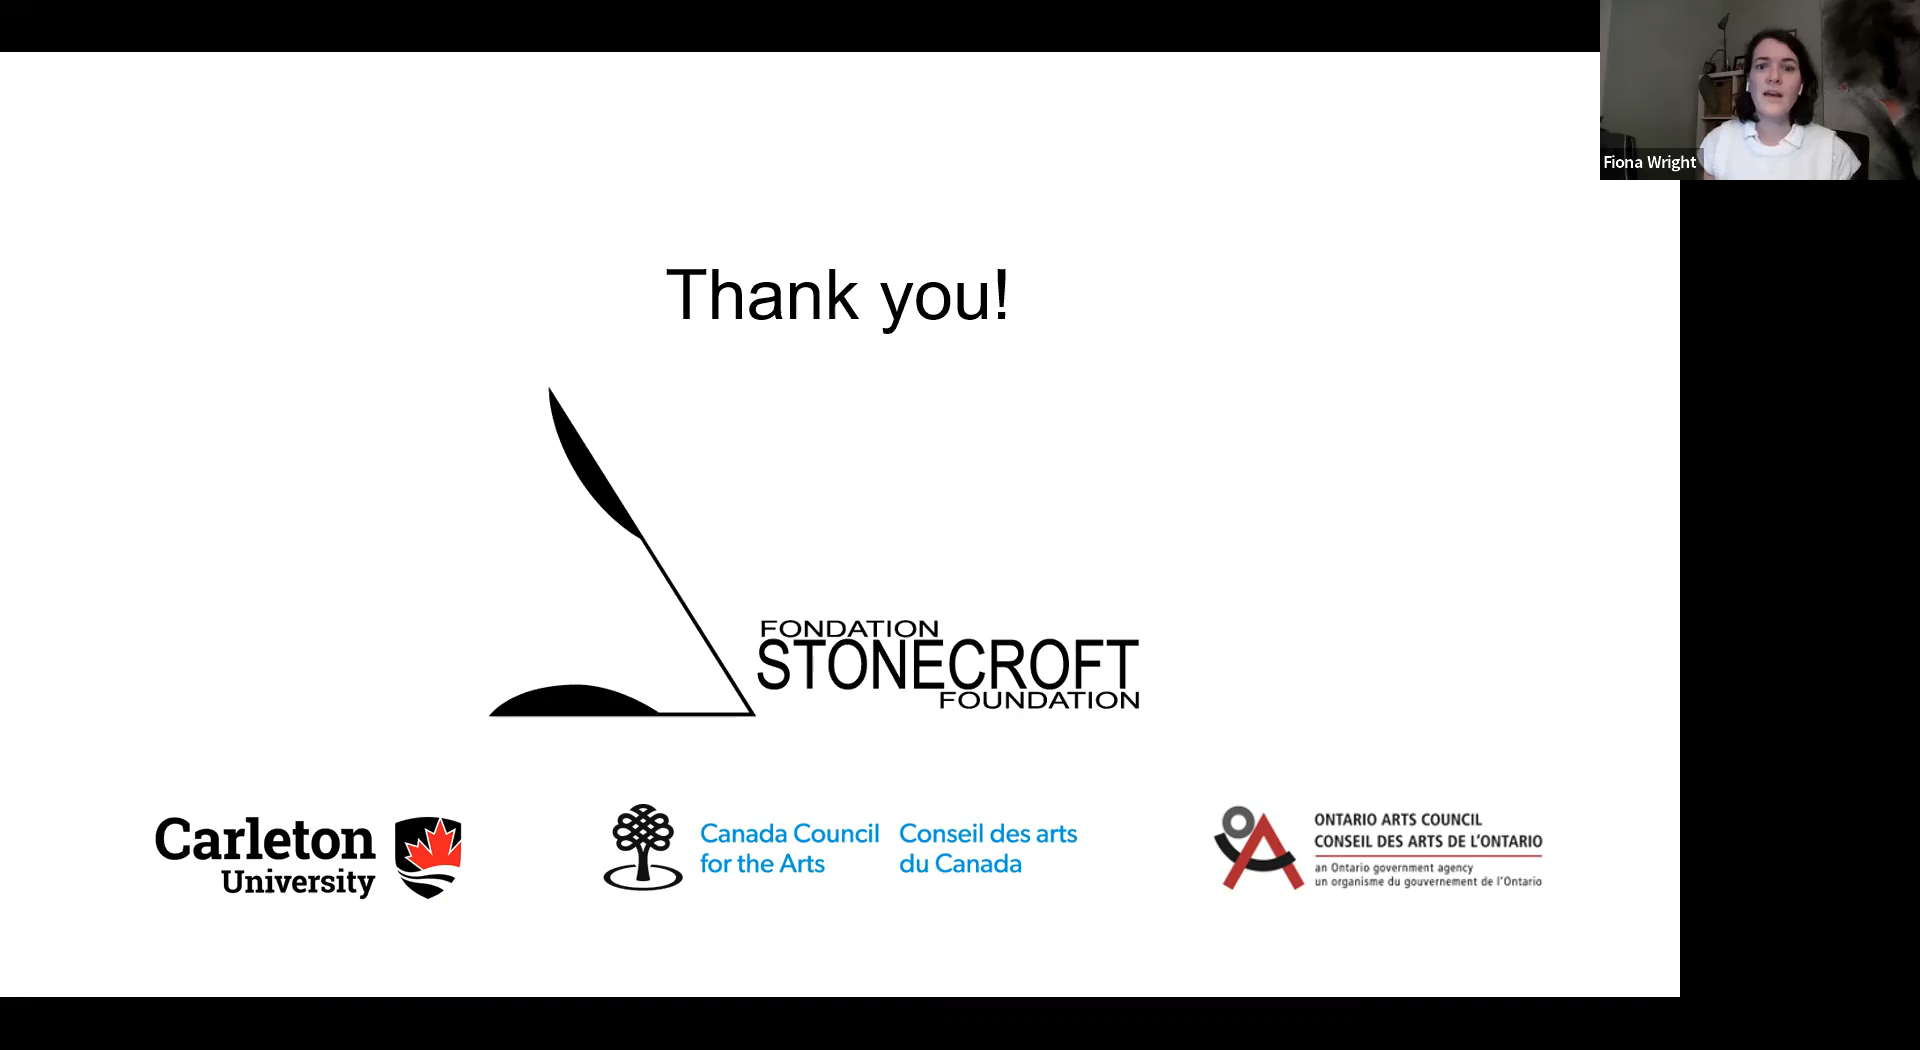 Fiona Wright
Thank you!
FONDATION
STONECROFT
FOUNDATION
Carleton
University
Canada Council
for the Arts
Conseil des arts
du Canada
ONTARIO ARTS COUNCIL
CONSEIL DES ARTS DE L'ONTARIO
an Ontario government agency
un organisme du gouvernement de l'Ontario